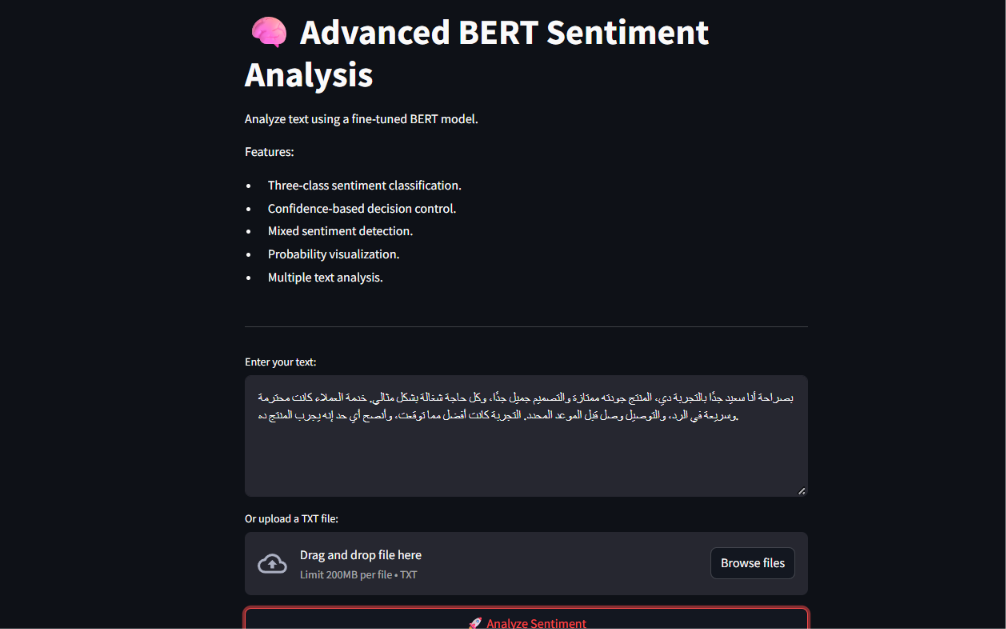 🧠 Advanced BERT Sentiment
Analysis
Analyze text using a fine-tuned BERT model.
Features:
• Three-class sentiment classification.
• Confidence-based decision control.
• Mixed sentiment detection.
• Probability visualization.
• Multiple text analysis.
Enter your text:
بصراحة أنا سعيد جدًا بالتجربة دي، المنتج جودته ممتازة والتصميم جميل جدًا، وكل حاجة شغالة بشكل مثالي. خدمة العملاء كانت محترمة
وسريعة في الرد، والتوصيل وصل قبل الموعد المحدد. التجربة كانت أفضل مما توقعت، وأنصح أي حد إنه يجرب المنتج ده.
Or upload a TXT file:
Drag and drop file here
Limit 200MB per file • TXT
Browse files
🚀 Analyze Sentiment